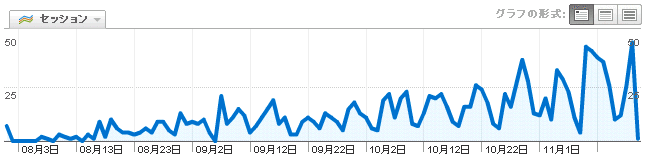 セッション
グラフの形式:
50
50
25
25
08月3日
08月13日
08月23日
09月2日
09月12日
09月22日
10月2日
10月12日
10月22日
11月1日